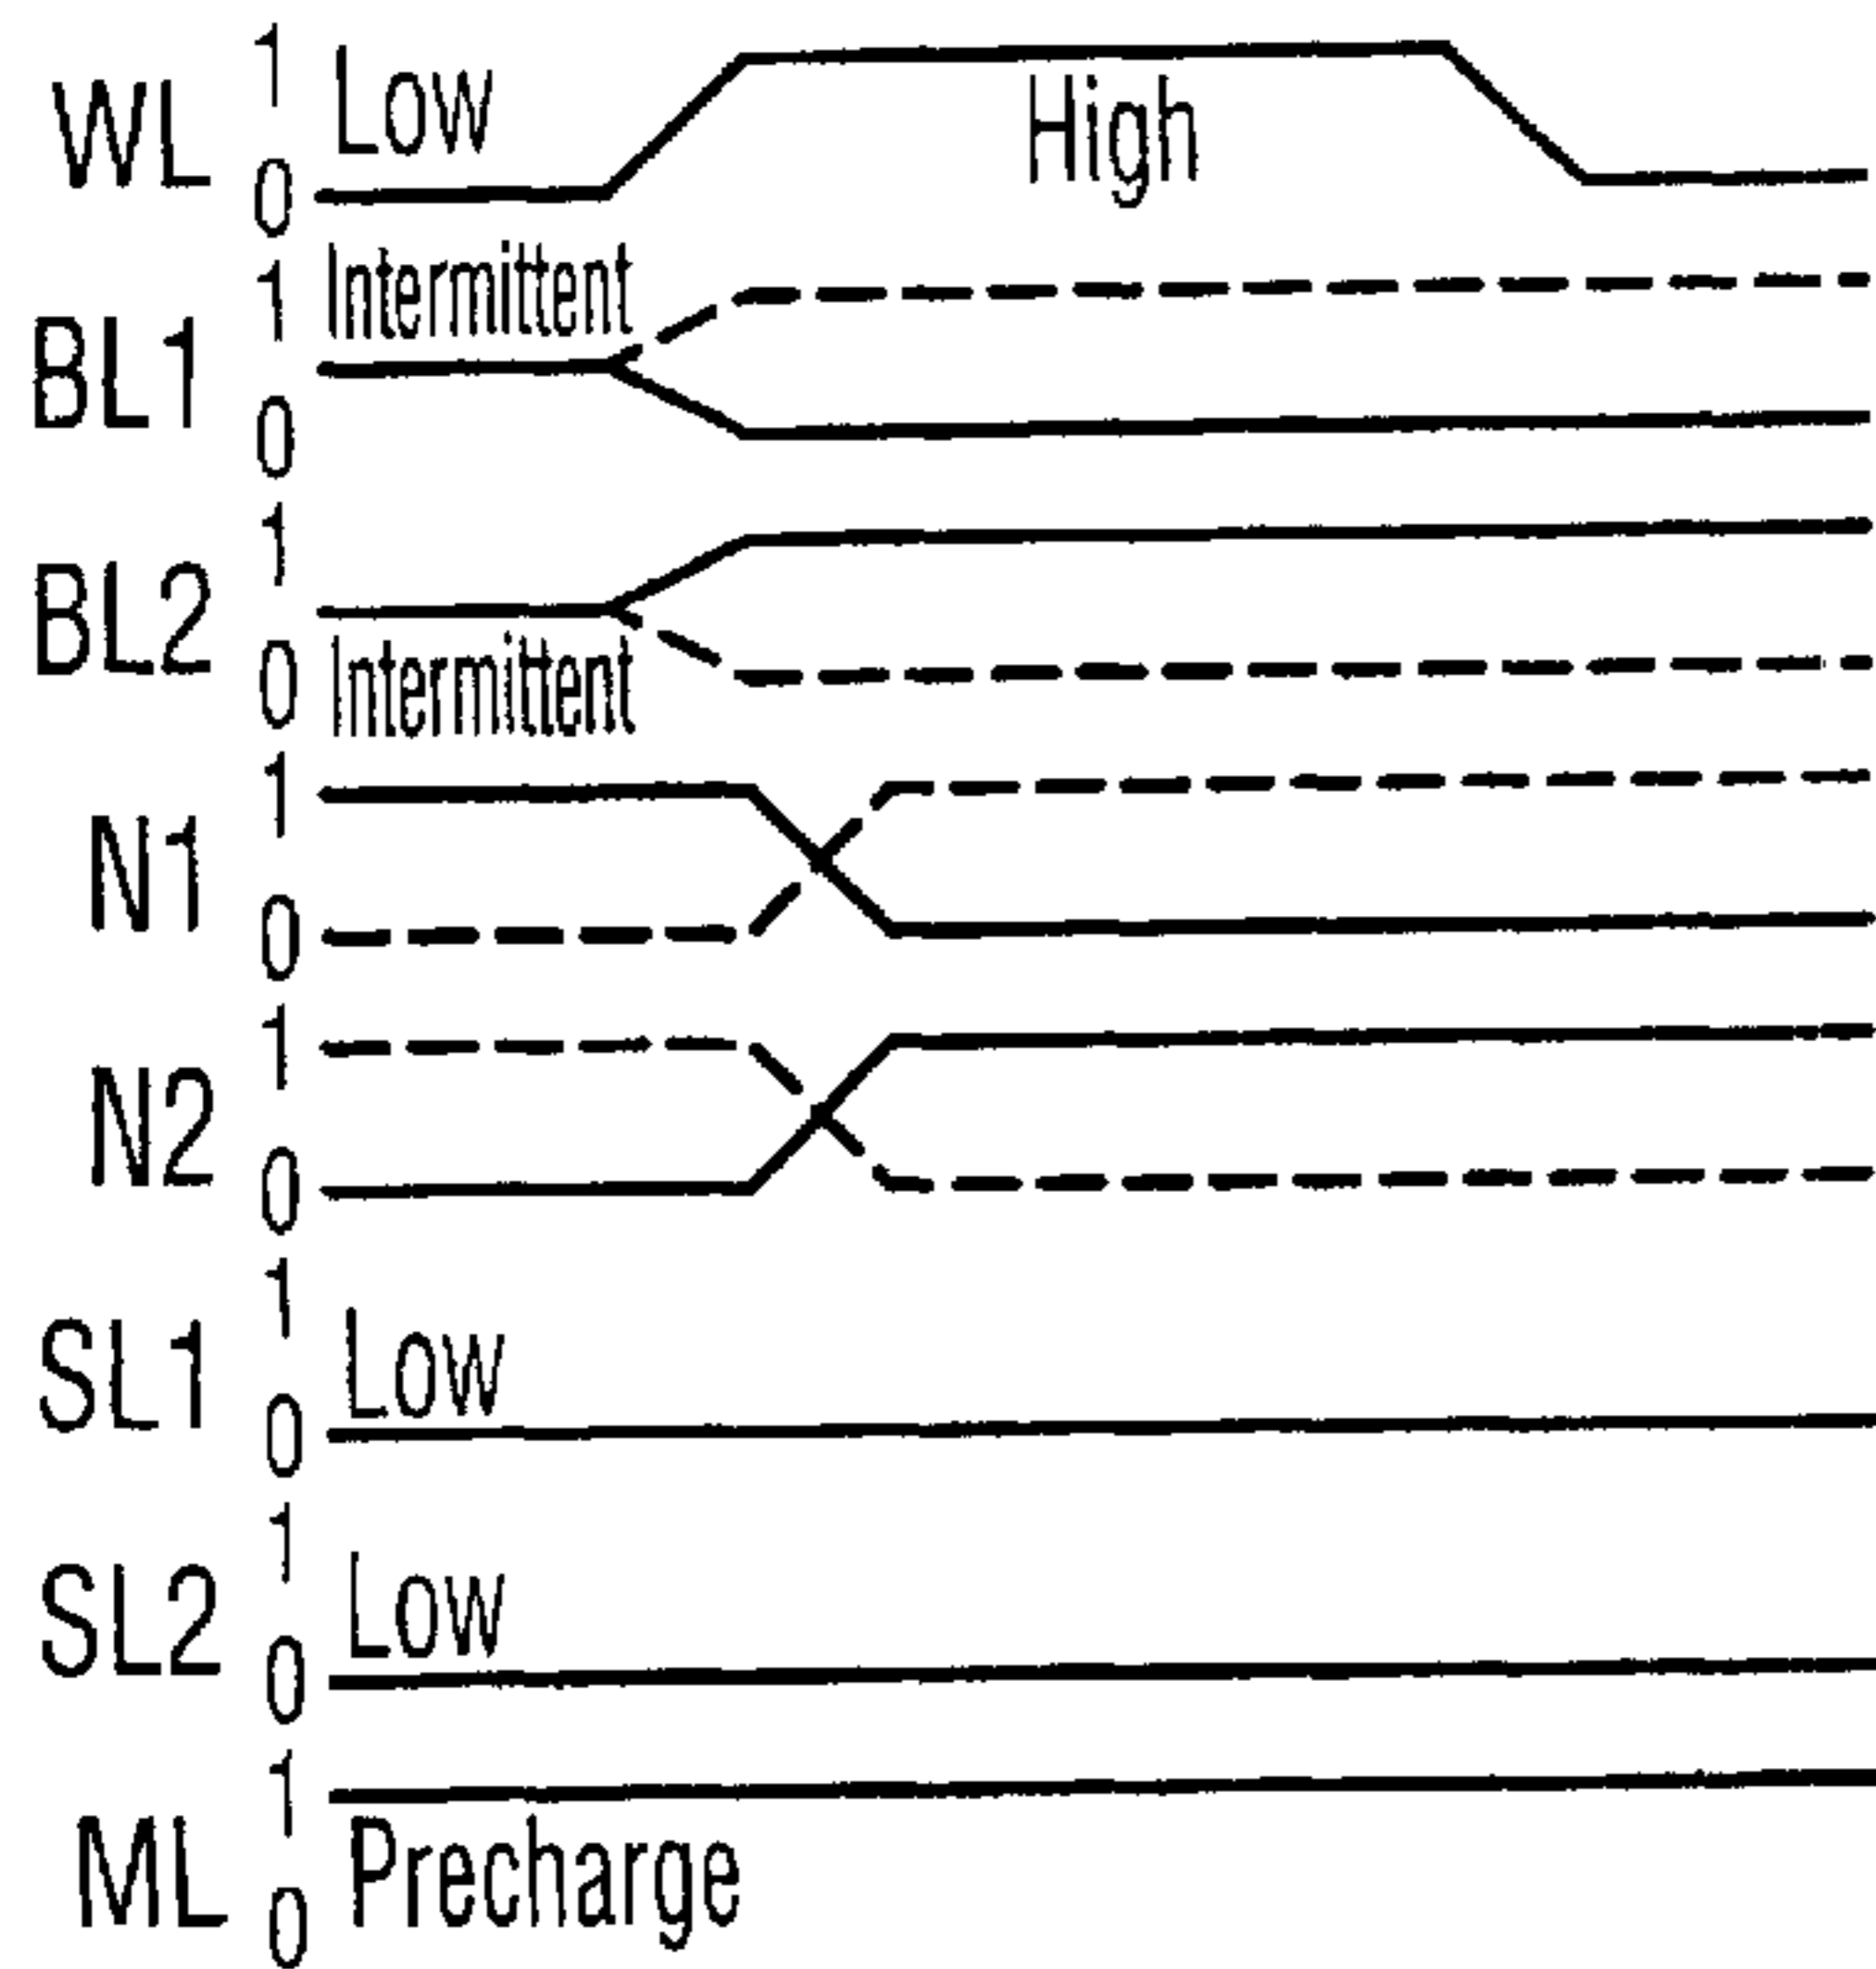 1 Low
WL
High
0
1 Intermittent
BL1
0
1
BL2
0 Intermittent
1
N1
0
1
N2
0
1
SL1 Low
0
1
SL2 Low
0
1
ML Precharge
0